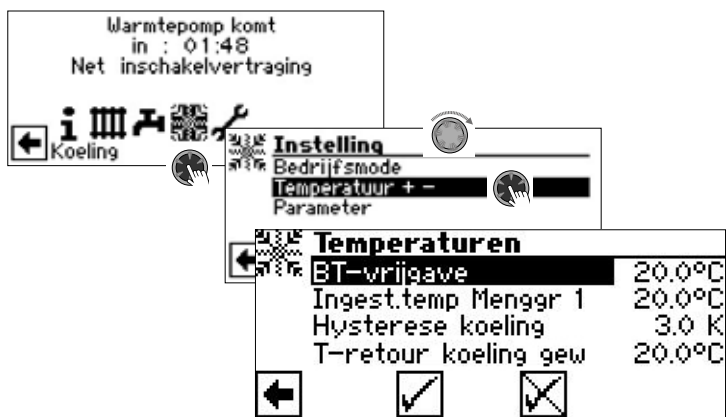 Warmtepomp komt
in : 01:48
Net inschakelvertraging
Koeling
Instelling
Bedrijfsmode
Temperatuur + -
Parameter
Temperaturen
BT-vrijgave 20.0°C
Ingest.temp Menggr 1 20.0°C
Hysterese koeling 3.0 K
T-retour koeling gew 20.0°C